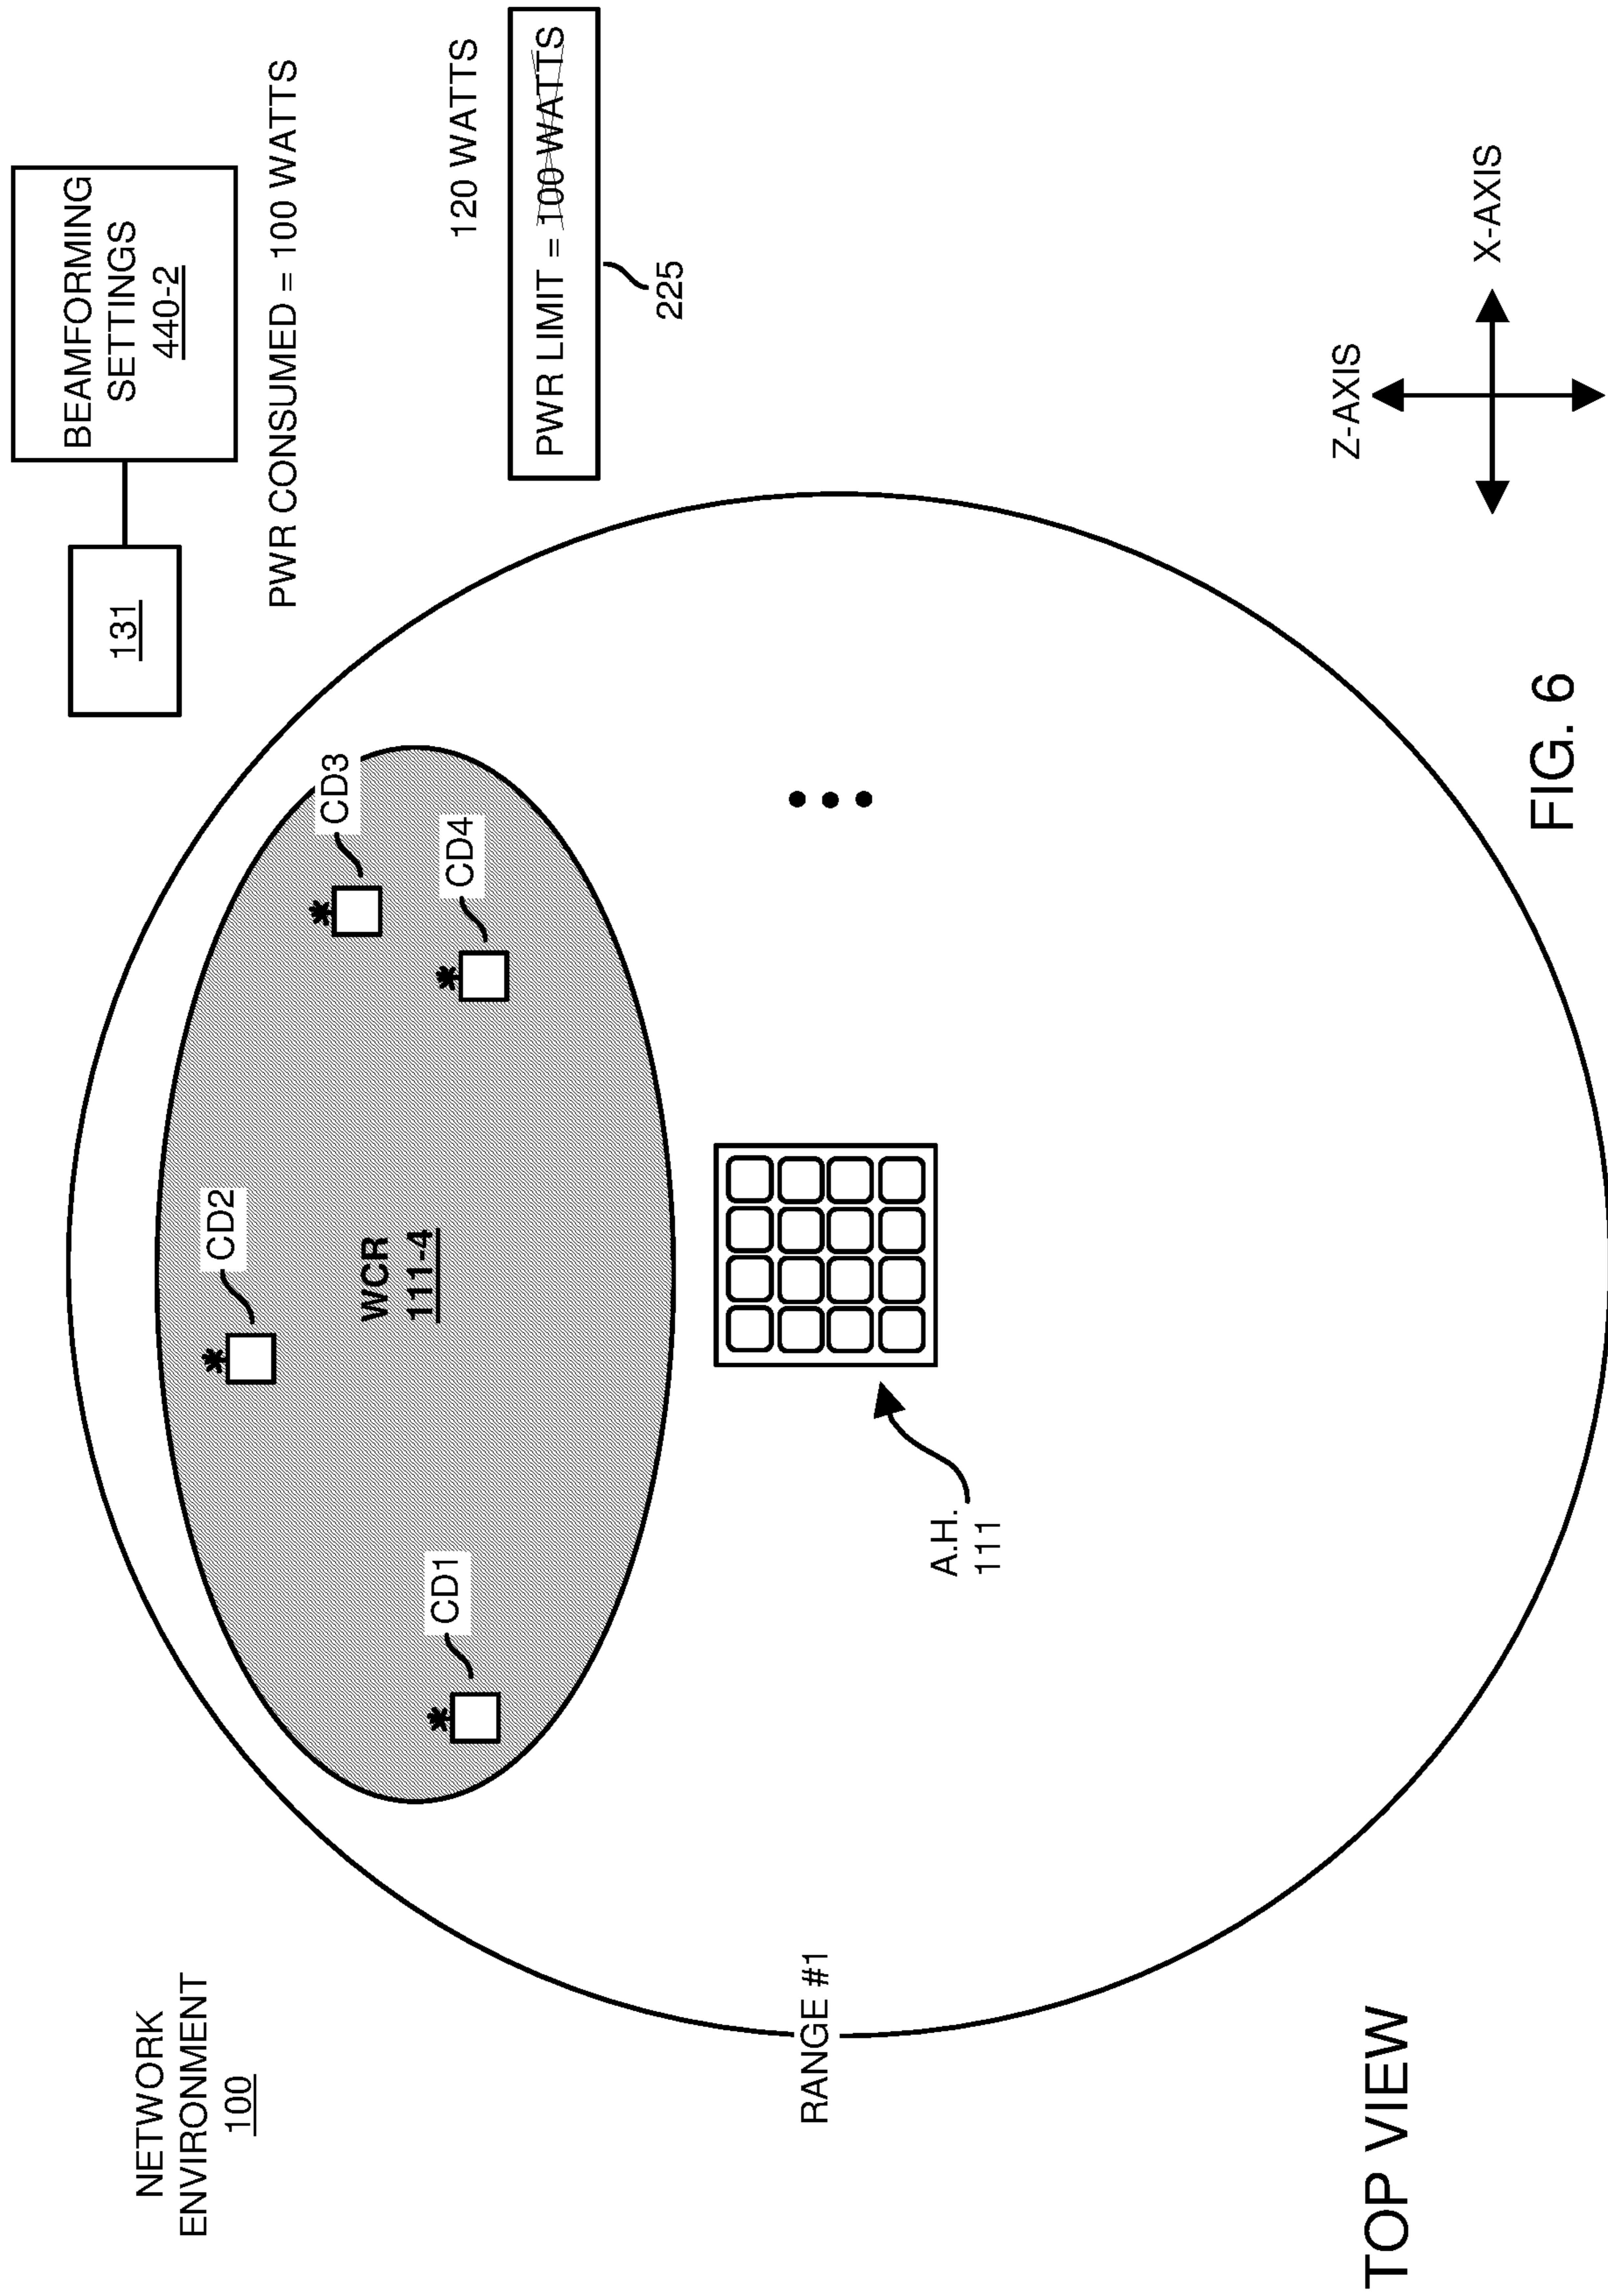 NETWORK
ENVIRONMENT
100
131
BEAMFORMING
SETTINGS
440-2
PWR CONSUMED = 100 WATTS
120 WATTS
PWR LIMIT = 100 WATTS
225
CD2
CD3
CD4
CD1
WCR
111-4
RANGE #1
A.H.
111
Z-AXIS
X-AXIS
TOP VIEW
FIG. 6